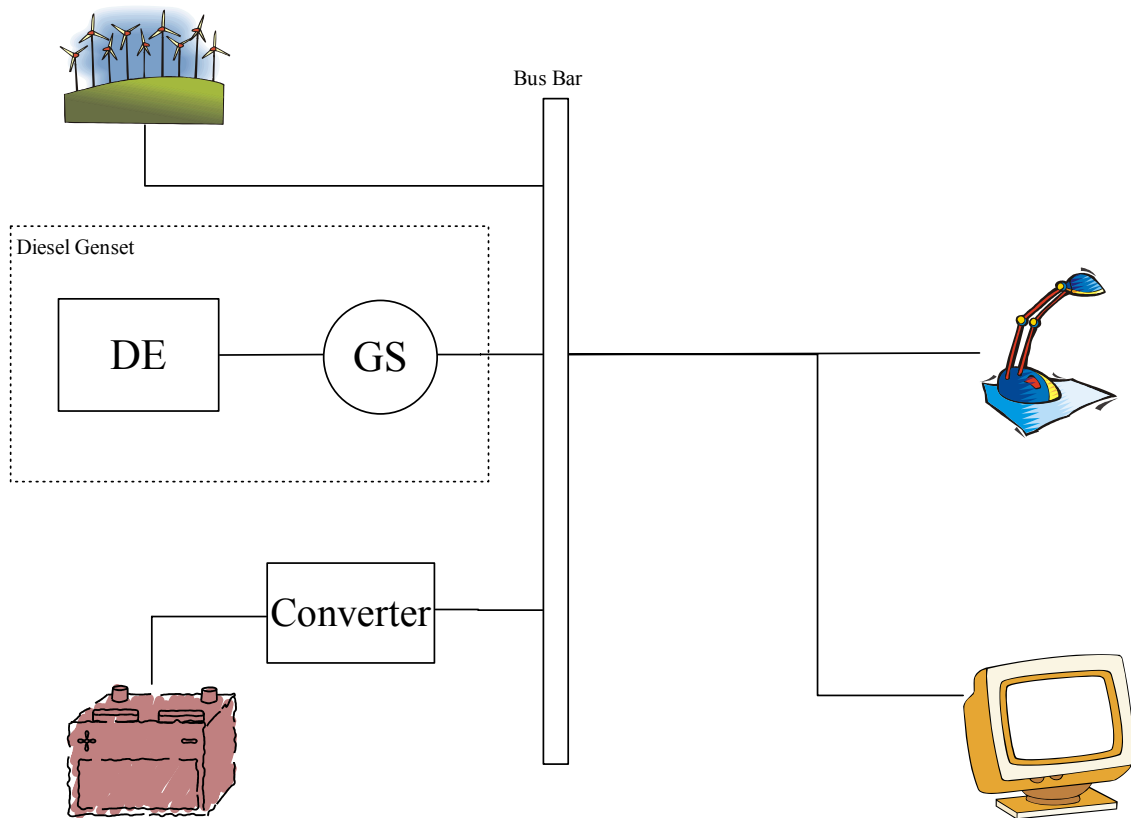 Bus Bar
Diesel Genset
DE
GS
Converter
+
-